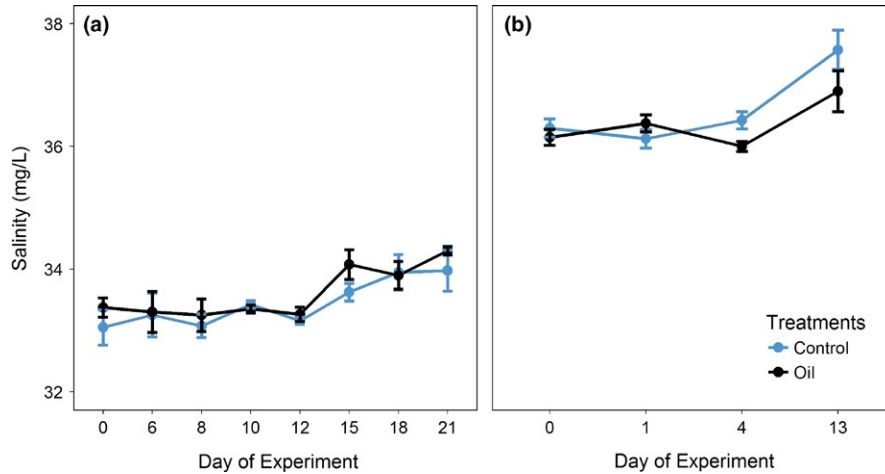 (a)
(b)
Salinity (mg/L)
38
36
34
32
0 6 8 10 12 15 18 21
Day of Experiment
0 1 4 13
Day of Experiment
Treatments
Control
Oil